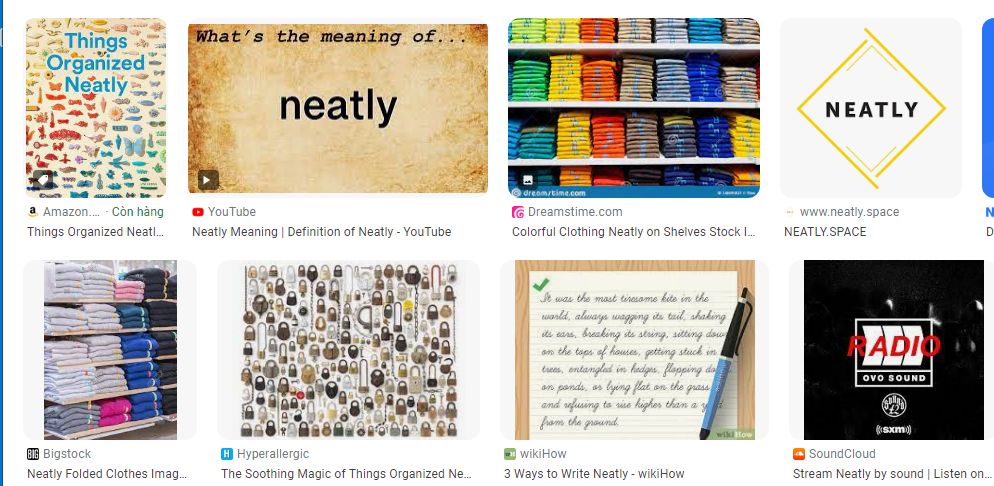 Things
Organized
Neatly
What's the meaning of...
neatly
dreamstime.com
NEATLY
Amazon.... · Còn hàng
Things Organized Neatl...
YouTube
Neatly Meaning | Definition of Neatly - YouTube
Dreamstime.com
Colorful Clothing Neatly on Shelves Stock I...
www.neatly.space
NEATLY.SPACE
N
D
It was the most tiresome kite in the
world, always wagging its tail, shaking
its ears, breaking its string, sitting down
on the tops of houses, getting stuck in
trees, entangled in hedges, flopping do
on ponds, or lying flat on the grass
and refusing to rise higher than a y
from the ground.
wikiHow
RADIO
OVO SOUND
SOUND
42
((sxm))
BIG Bigstock
Neatly Folded Clothes Imag...
H Hyperallergic
The Soothing Magic of Things Organized Ne...
wikiHow
3 Ways to Write Neatly - wikiHow
SoundCloud
Stream Neatly by sound | Listen on...